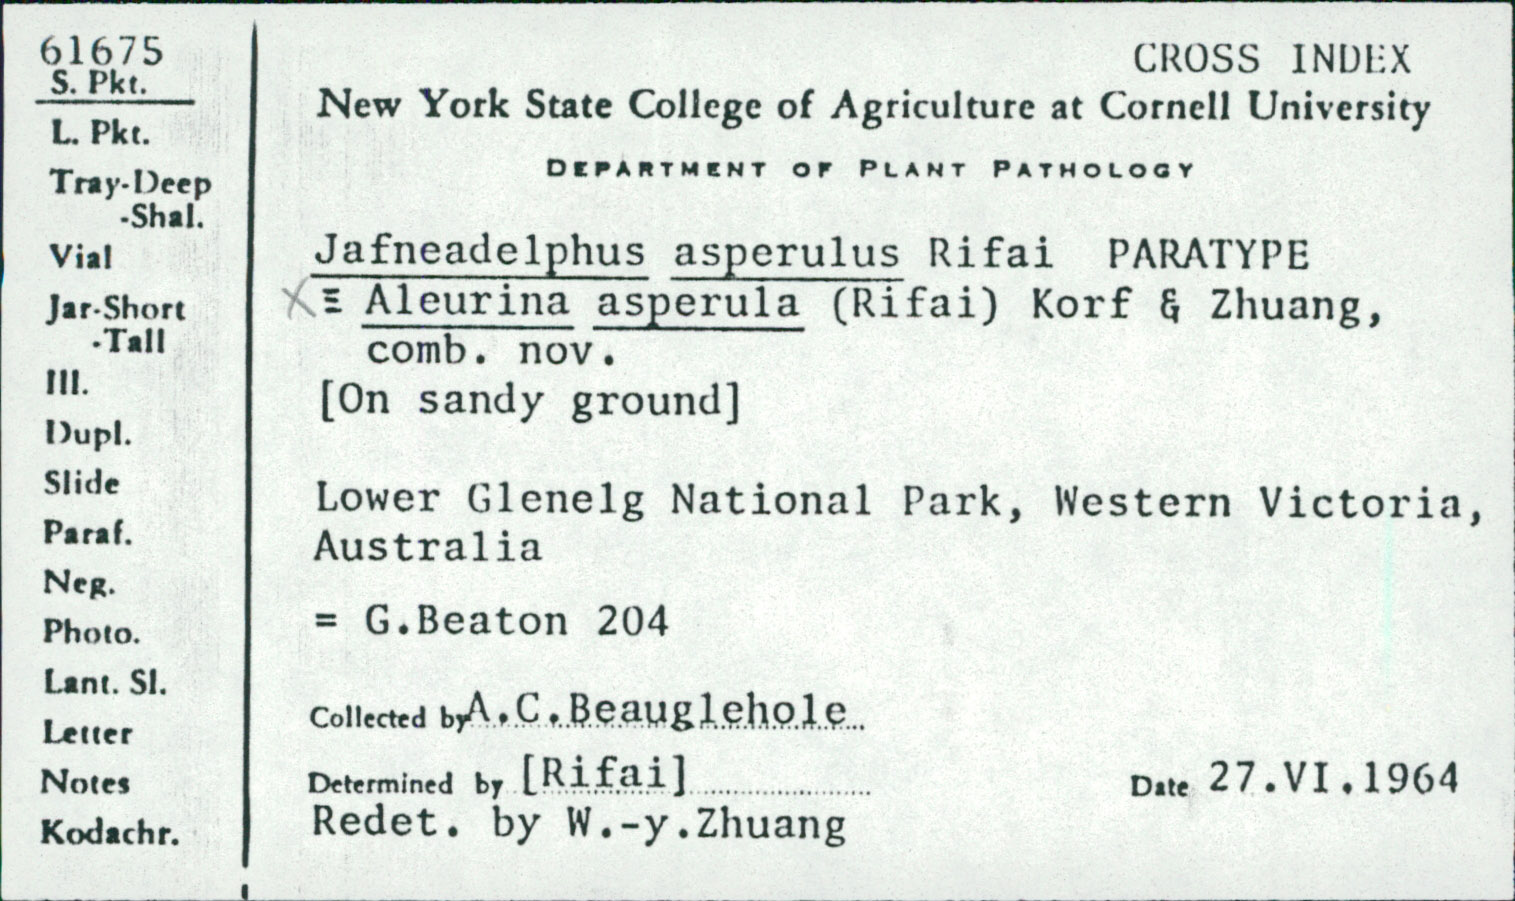 61675
S. Pkt.
L. Pkt.
Tray-Deep
-Shal.
Vial
Jar-Short
-Tall
Ill.
Dupl.
Slide
Paraf.
Neg.
Photo.
Lant. Sl.
Letter
Notes
Kodachr.
CROSS INDEX
New York State College of Agriculture at Cornell University
DEPARTMENT OF PLANT PATHOLOGY
Jafneadelphus asperulus Rifai PARATYPE
X ≡ Aleurina asperula (Rifai) Korf & Zhuang,
comb. nov.
[On sandy ground]
Lower Glenelg National Park, Western Victoria,
Australia
= G.Beaton 204
Collected by A.C.Beauglehole
Determined by [Rifai] Date 27.VI.1964
Redet. by W.-y.Zhuang